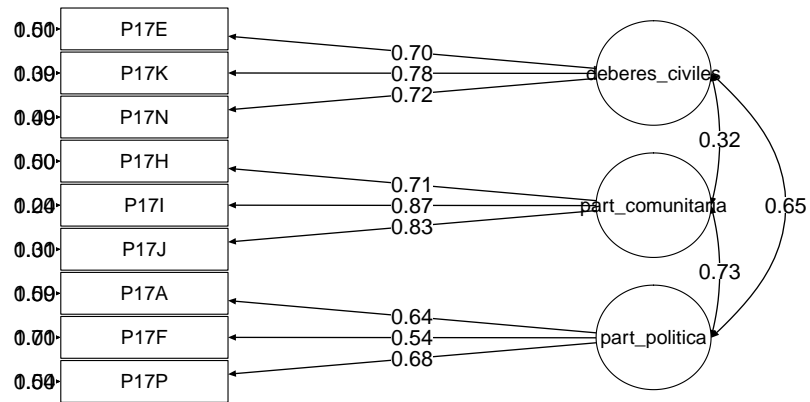 P17E
P17K
P17N
P17H
P17I
P17J
P17A
P17F
P17P
0.70
0.78
0.72
0.71
0.87
0.83
0.64
0.54
0.68
deberes_civiles
part_comunitaria
part_politica
0.32
0.65
0.73